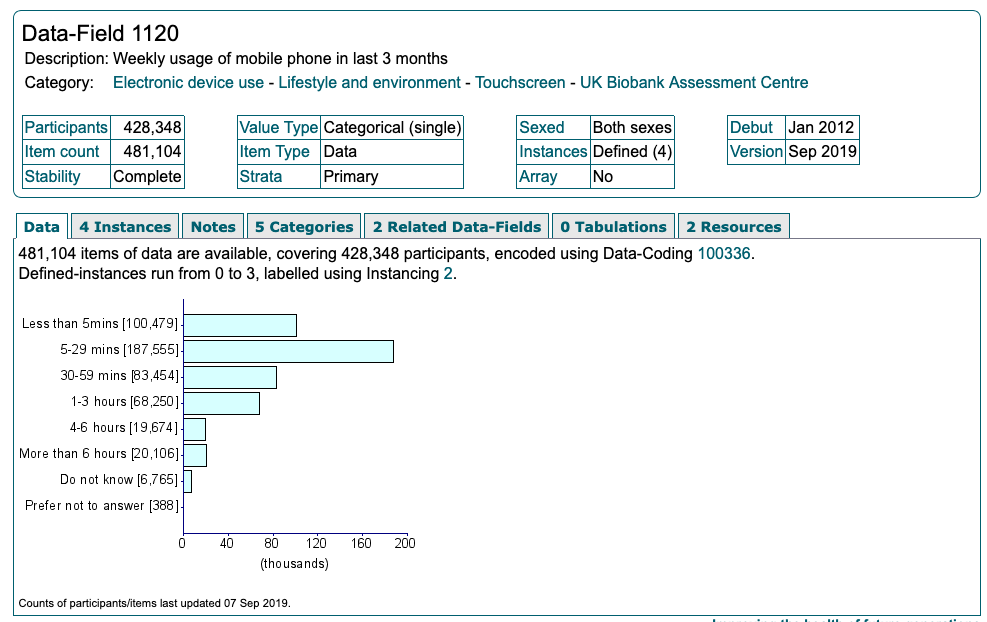 Data-Field 1120
Description: Weekly usage of mobile phone in last 3 months
Category: Electronic device use - Lifestyle and environment - Touchscreen - UK Biobank Assessment Centre
Participants 428,348 Value Type Categorical (single) Sexed Both sexes Debut Jan 2012
Item count 481,104 Item Type Data Instances Defined (4) Version Sep 2019
Stability Complete Strata Primary Array No
Data 4 Instances Notes 5 Categories 2 Related Data-Fields 0 Tabulations 2 Resources
481,104 items of data are available, covering 428,348 participants, encoded using Data-Coding 100336.
Defined-instances run from 0 to 3, labelled using Instancing 2.
Less than 5mins [100,479]
5-29 mins [187,555]
30-59 mins [83,454]
1-3 hours [68,250]
4-6 hours [19,674]
More than 6 hours [20,106]
Do not know [6,765]
Prefer not to answer [388]
0 40 80 120 160 200
(thousands)
Counts of participants/items last updated 07 Sep 2019.